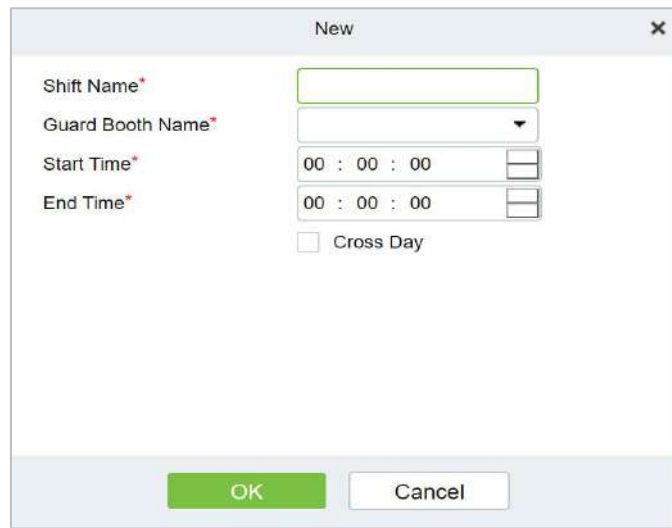 New
Shift Name*
Guard Booth Name*
Start Time* 00 : 00 : 00
End Time* 00 : 00 : 00
Cross Day
OK Cancel